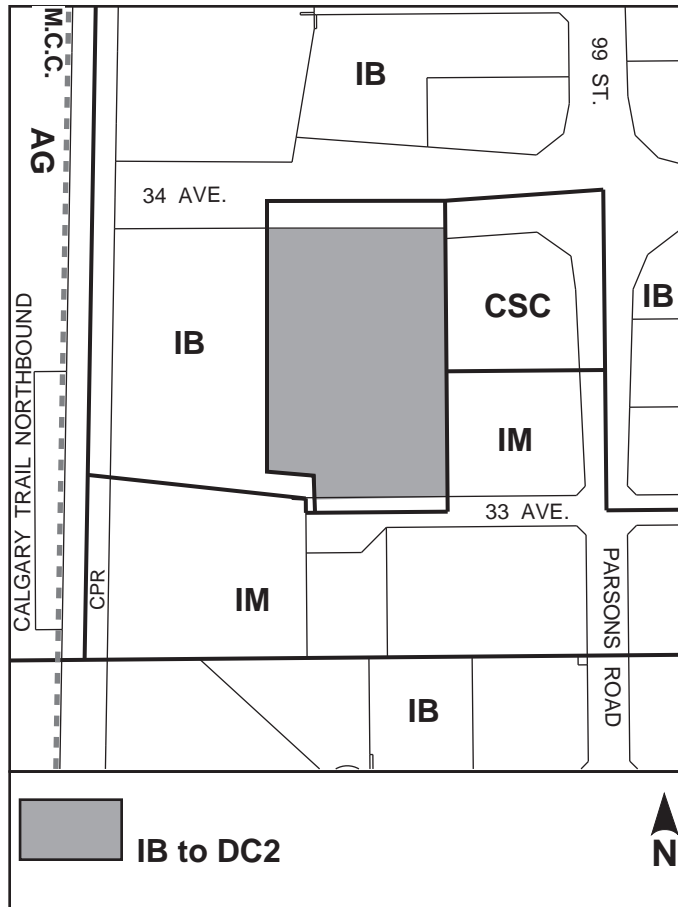 M.C.C.
AG
IB
99 ST.
34 AVE.
IB
CSC
IB
IM
CALGARY TRAIL NORTHBOUND
CPR
33 AVE.
IM
PARSONS ROAD
IB
IB to DC2
N